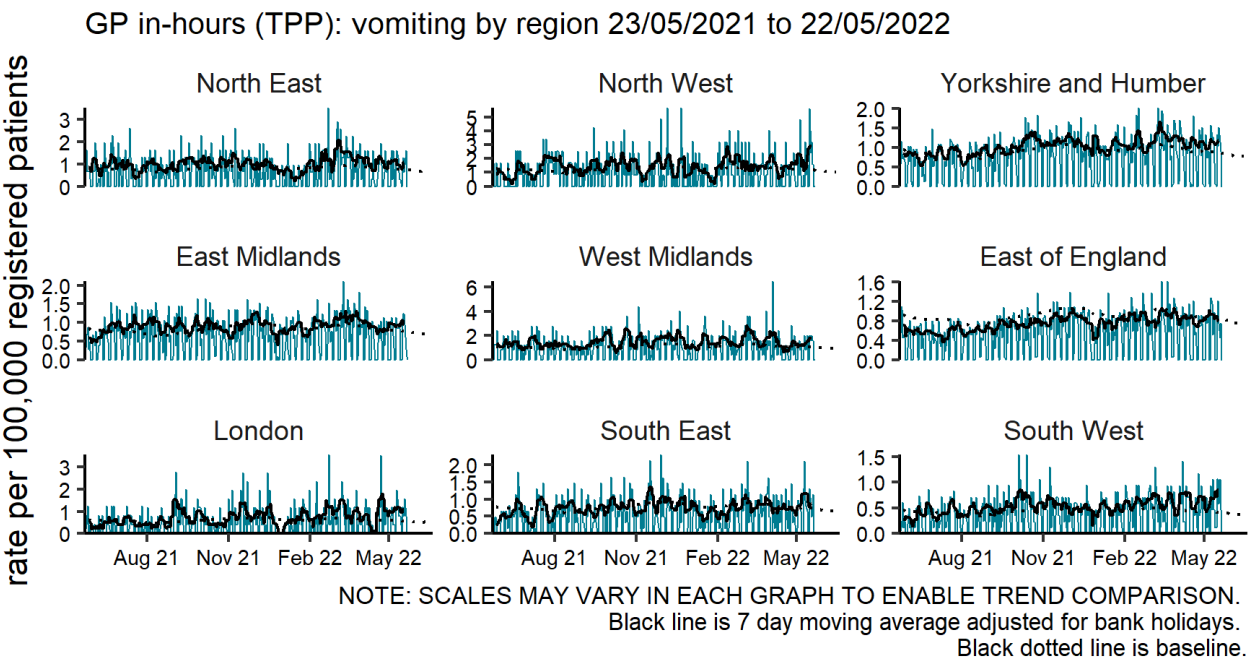 GP in-hours (TPP): vomiting by region 23/05/2021 to 22/05/2022
rate per 100,000 registered patients
North East
3
2
1
0
North West
5
4
3
2
1
0
Yorkshire and Humber
2.0
1.5
1.0
0.5
0.0
East Midlands
2.0
1.5
1.0
0.5
0.0
West Midlands
6
4
2
0
East of England
1.6
1.2
0.8
0.4
0.0
London
3
2
1
0
South East
2.0
1.5
1.0
0.5
0.0
South West
1.5
1.0
0.5
0.0
Aug 21 Nov 21 Feb 22 May 22
Aug 21 Nov 21 Feb 22 May 22
Aug 21 Nov 21 Feb 22 May 22
NOTE: SCALES MAY VARY IN EACH GRAPH TO ENABLE TREND COMPARISON.
Black line is 7 day moving average adjusted for bank holidays.
Black dotted line is baseline.